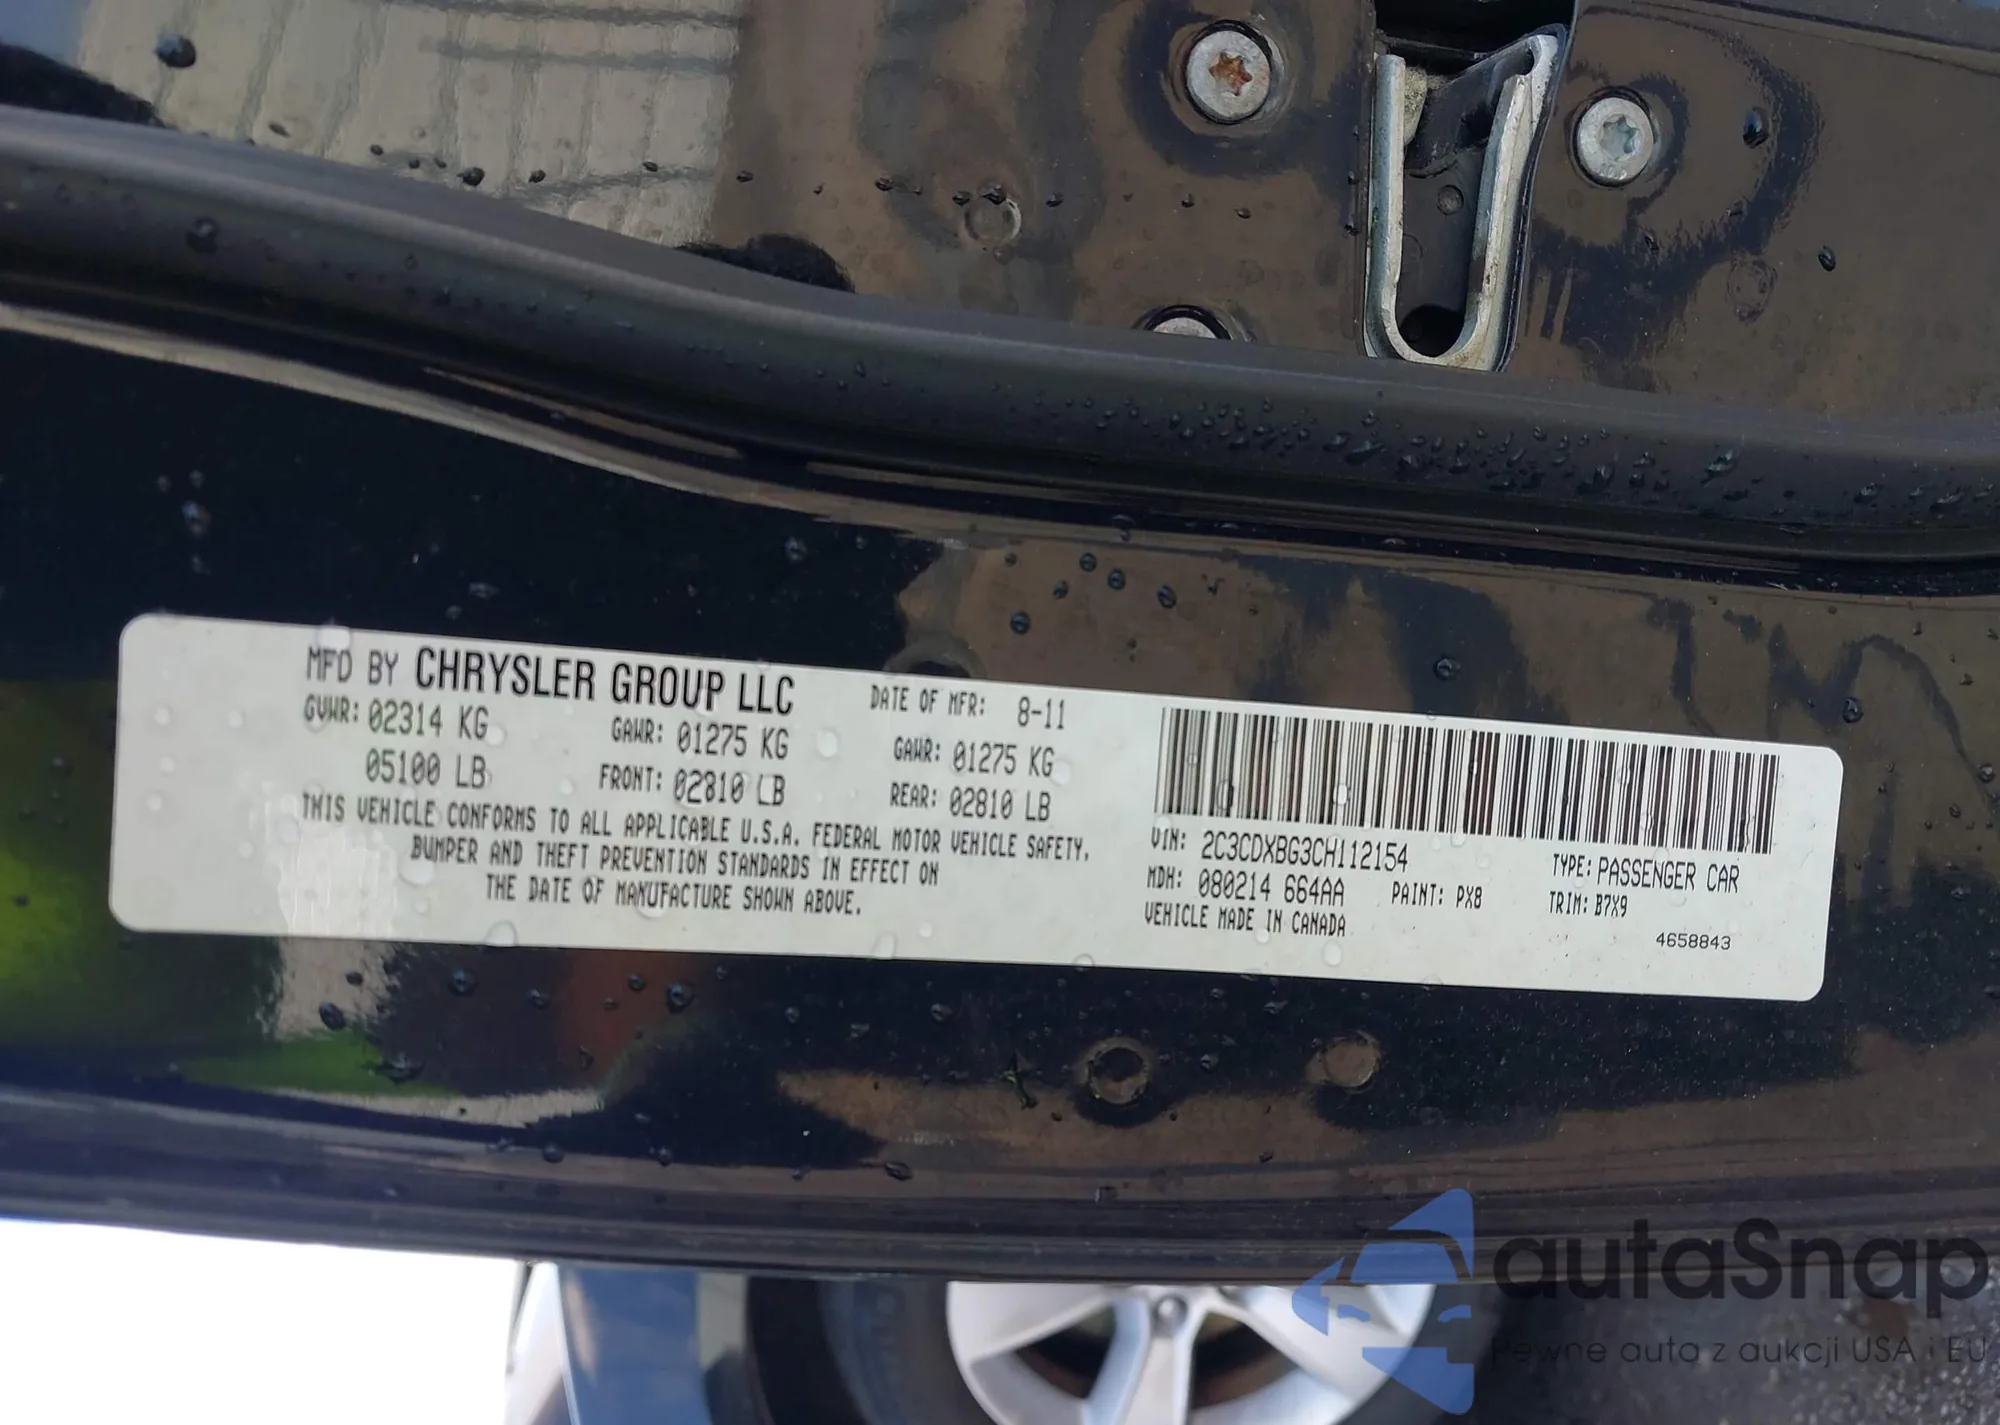 MFD BY CHRYSLER GROUP LLC DATE OF MFR: 8-11
GVWR: 02314 KG GAWR: 01275 KG GAWR: 01275 KG
05100 LB FRONT: 02810 LB REAR: 02810 LB
THIS VEHICLE CONFORMS TO ALL APPLICABLE U.S.A. FEDERAL MOTOR VEHICLE SAFETY,
BUMPER AND THEFT PREVENTION STANDARDS IN EFFECT ON
THE DATE OF MANUFACTURE SHOWN ABOVE.
VIN: 2C3CDXBG3CH112154 TYPE: PASSENGER CAR
MDH: 080214 664AA PAINT: PX8 TRIM: B7X9
VEHICLE MADE IN CANADA
4658843
autaSnap
Pewne auta z aukcji USA i EU